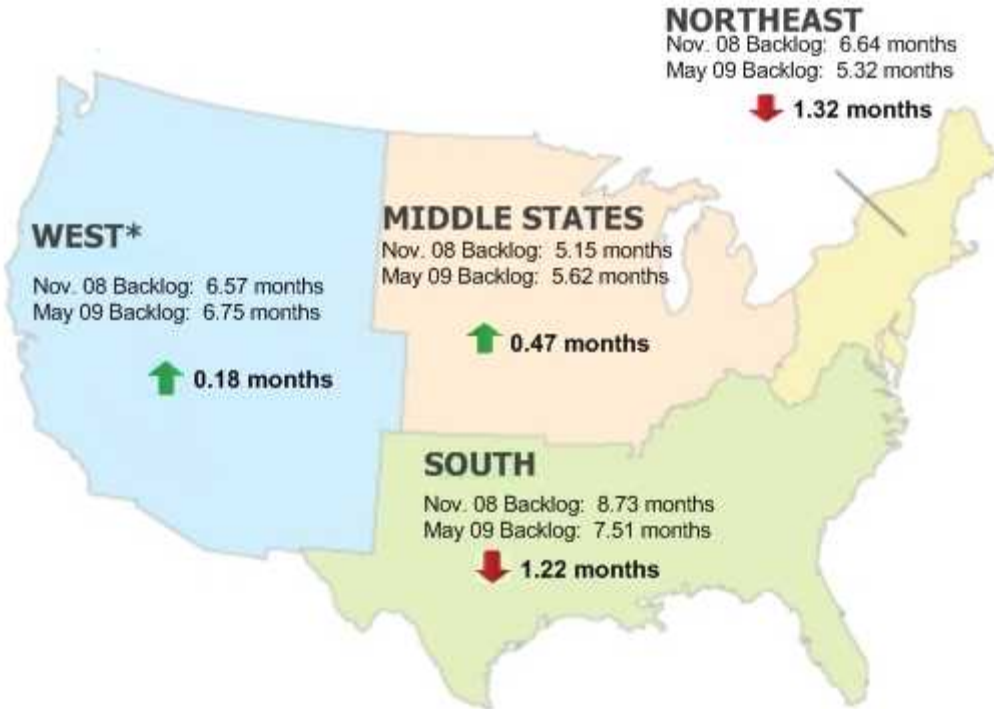 NORTHEAST
Nov. 08 Backlog: 6.64 months
May 09 Backlog: 5.32 months
1.32 months
WEST*
Nov. 08 Backlog: 6.57 months
May 09 Backlog: 6.75 months
0.18 months
MIDDLE STATES
Nov. 08 Backlog: 5.15 months
May 09 Backlog: 5.62 months
0.47 months
SOUTH
Nov. 08 Backlog: 8.73 months
May 09 Backlog: 7.51 months
1.22 months